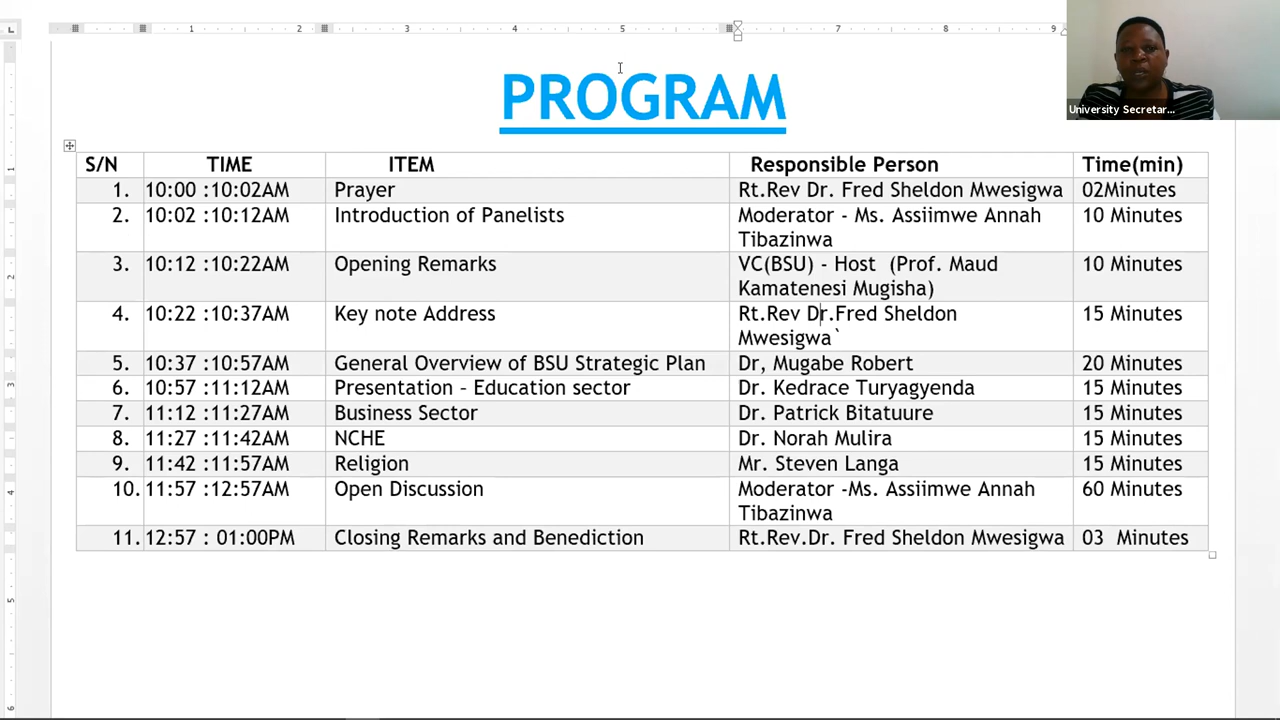 University Secretar...
PROGRAM
S/N TIME ITEM Responsible Person Time(min)
1. 10:00 :10:02AM Prayer Rt.Rev Dr. Fred Sheldon Mwesigwa 02Minutes
2. 10:02 :10:12AM Introduction of Panelists Moderator - Ms. Assiimwe Annah 10 Minutes
Tibazinwa
3. 10:12 :10:22AM Opening Remarks VC(BSU) - Host (Prof. Maud 10 Minutes
Kamatenesi Mugisha)
4. 10:22 :10:37AM Key note Address Rt.Rev Dr.Fred Sheldon 15 Minutes
Mwesigwa`
5. 10:37 :10:57AM General Overview of BSU Strategic Plan Dr, Mugabe Robert 20 Minutes
6. 10:57 :11:12AM Presentation – Education sector Dr. Kedrace Turyagyenda 15 Minutes
7. 11:12 :11:27AM Business Sector Dr. Patrick Bitatuure 15 Minutes
8. 11:27 :11:42AM NCHE Dr. Norah Mulira 15 Minutes
9. 11:42 :11:57AM Religion Mr. Steven Langa 15 Minutes
10. 11:57 :12:57AM Open Discussion Moderator -Ms. Assiimwe Annah 60 Minutes
Tibazinwa
11. 12:57 : 01:00PM Closing Remarks and Benediction Rt.Rev.Dr. Fred Sheldon Mwesigwa 03 Minutes